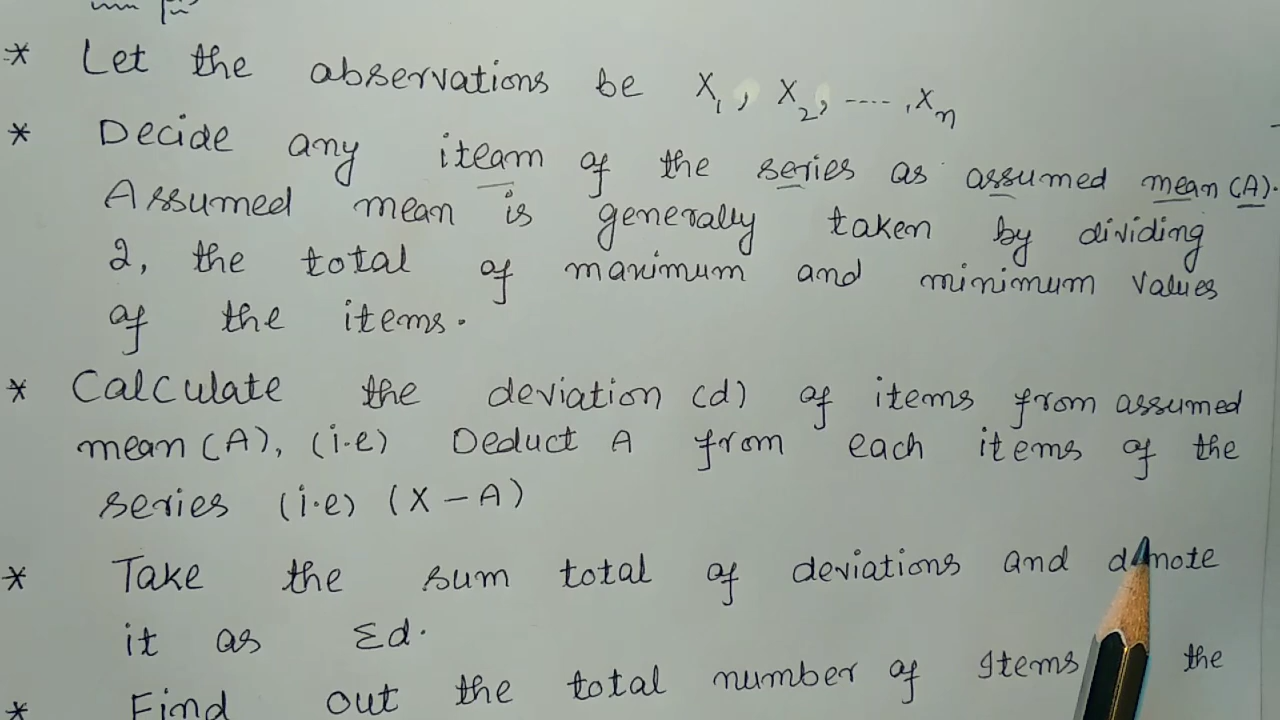 * Let the observations be X₁, X₂, ...., Xₙ
* Decide any iteam of the series as assumed mean (A).
Assumed mean is generally taken by dividing
2, the total of maximum and minimum values
of the items.
* Calculate the deviation (d) of items from assumed
mean (A), (i.e) Deduct A from each items of the
series (i.e) (X - A)
* Take the sum total of deviations and denote
it as Σd.
* Find out the total number of Items the